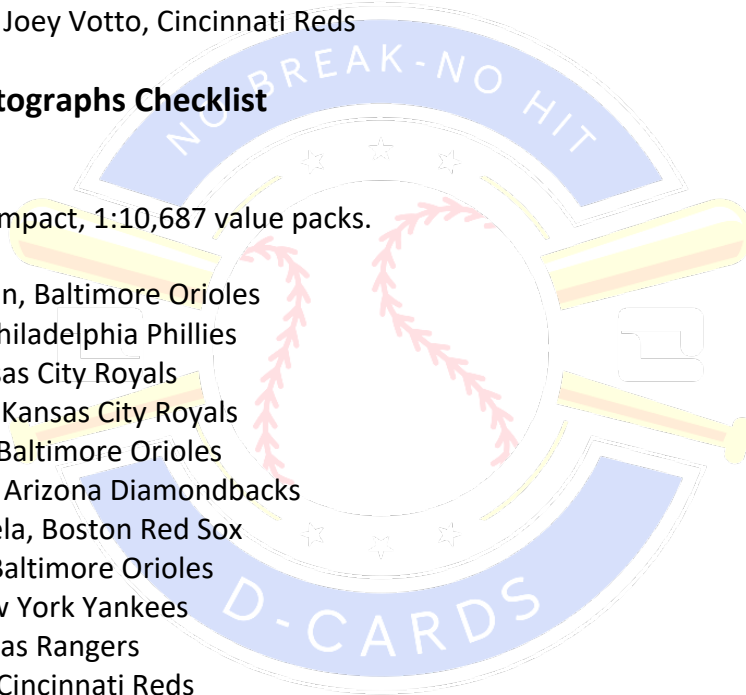 Joey Votto, Cincinnati Reds
tographs Checklist
mpact, 1:10,687 value packs.
n, Baltimore Orioles
hiladelphia Phillies
sas City Royals
Kansas City Royals
Baltimore Orioles
Arizona Diamondbacks
ela, Boston Red Sox
Baltimore Orioles
w York Yankees
as Rangers
Cincinnati Reds
NO BREAK-NO HIT
D-CARDS